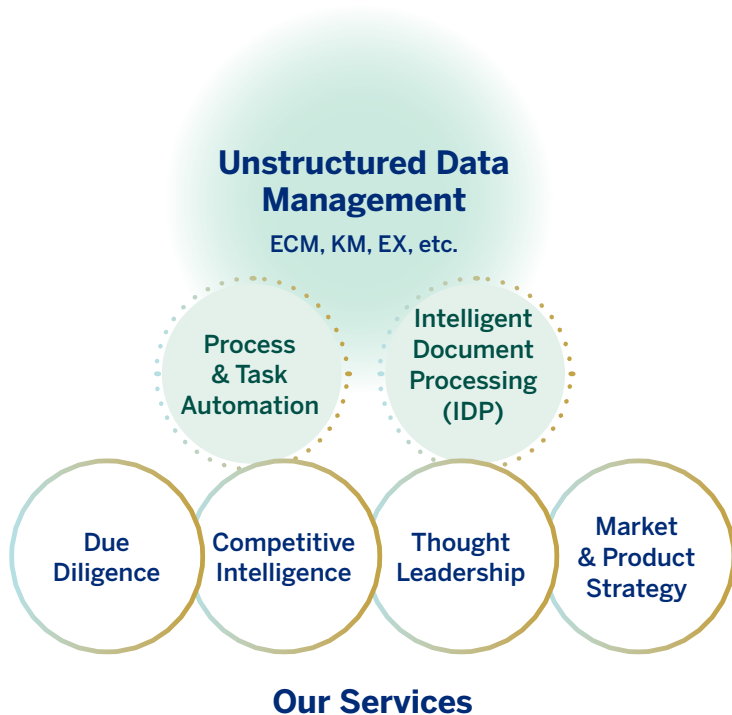 Unstructured Data
Management
ECM, KM, EX, etc.
Process
& Task
Automation
Intelligent
Document
Processing
(IDP)
Due
Diligence
Competitive
Intelligence
Thought
Leadership
Market
& Product
Strategy
Our Services